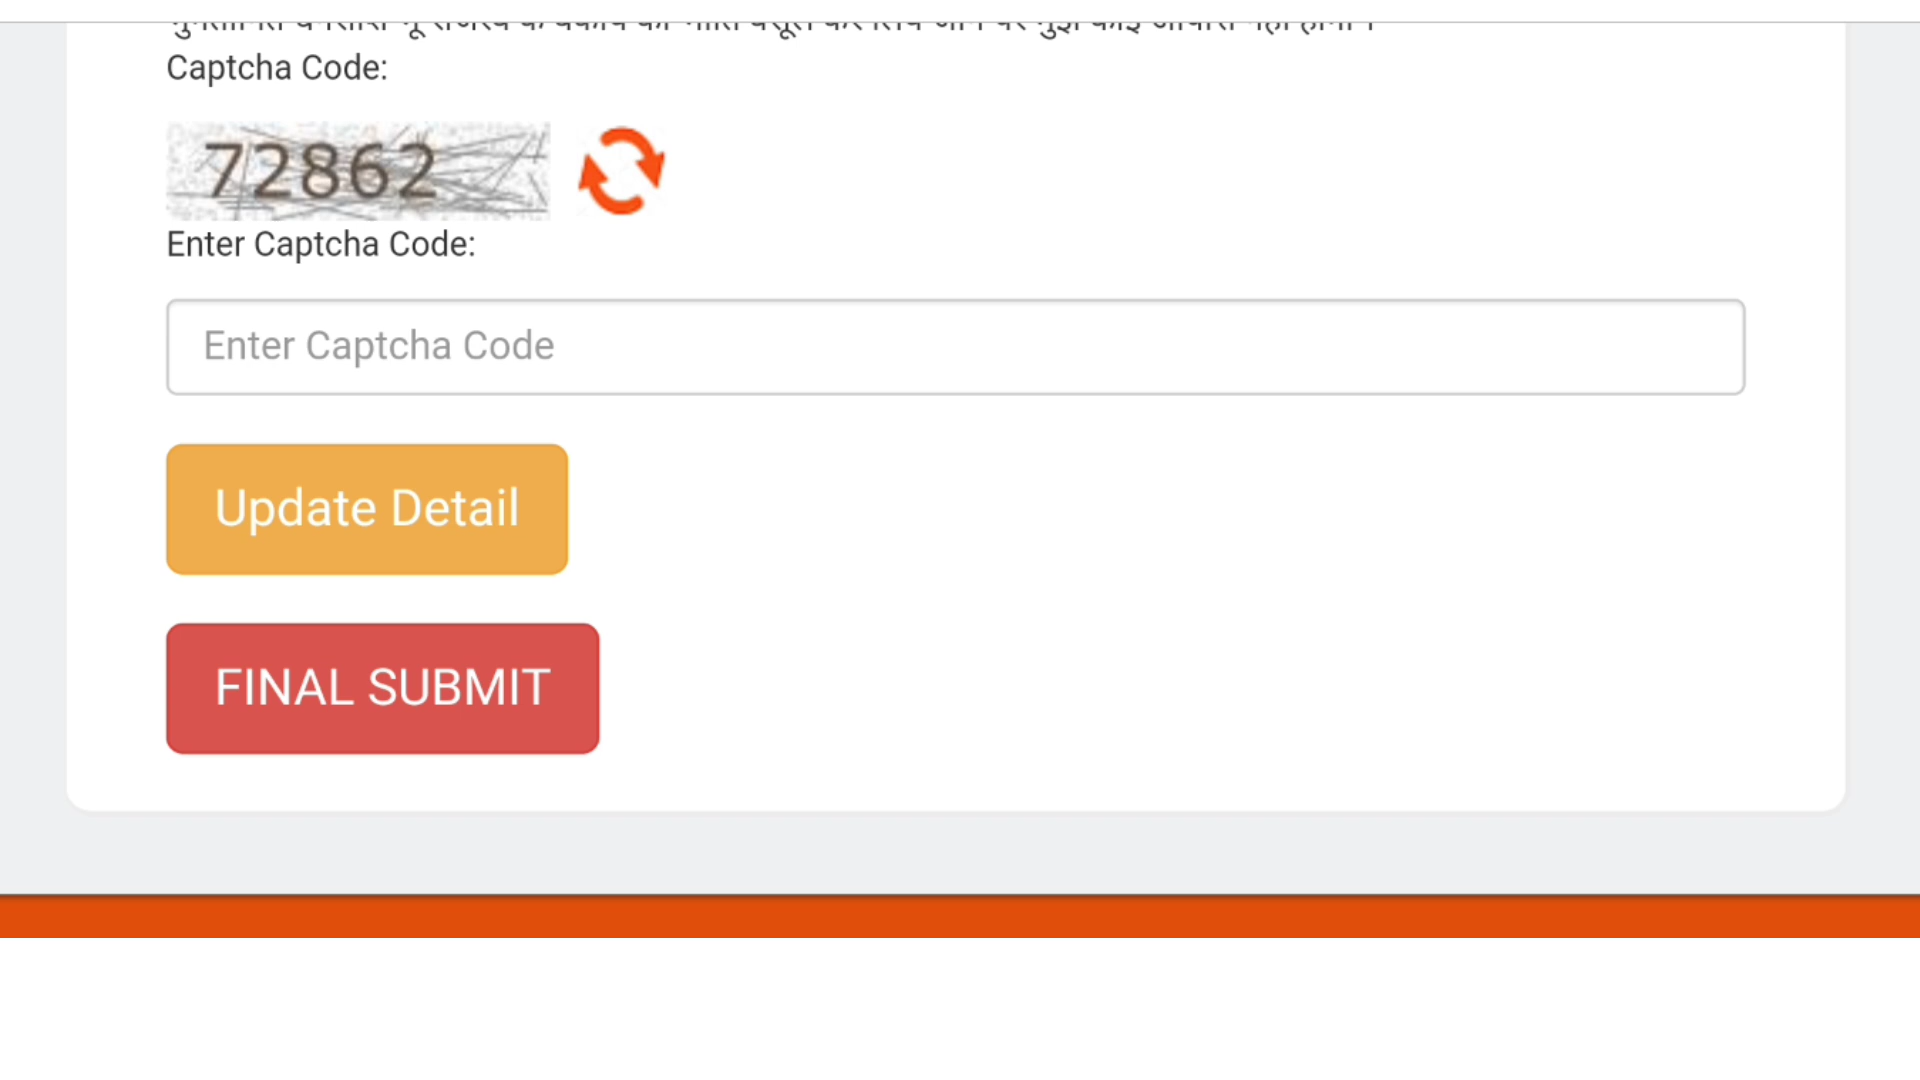 Captcha Code:
72862
Enter Captcha Code:
Enter Captcha Code
Update Detail
FINAL SUBMIT